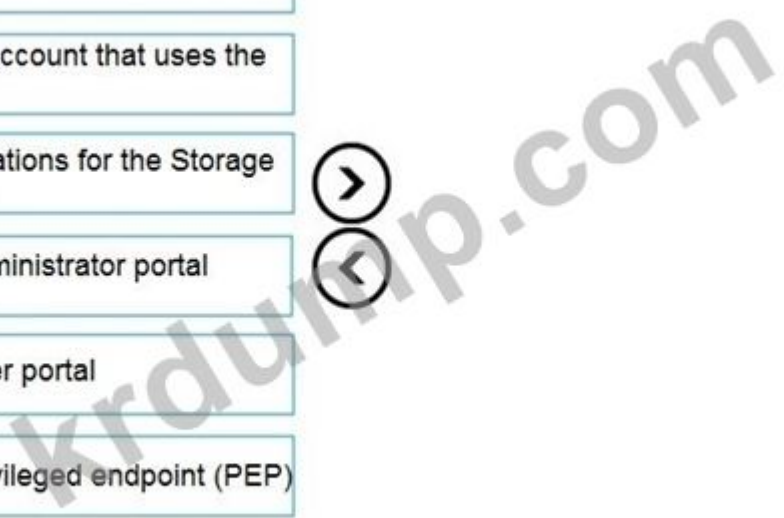 ccount that uses the
ations for the Storage
ministrator portal
er portal
vileged endpoint (PEP)
krdump.com